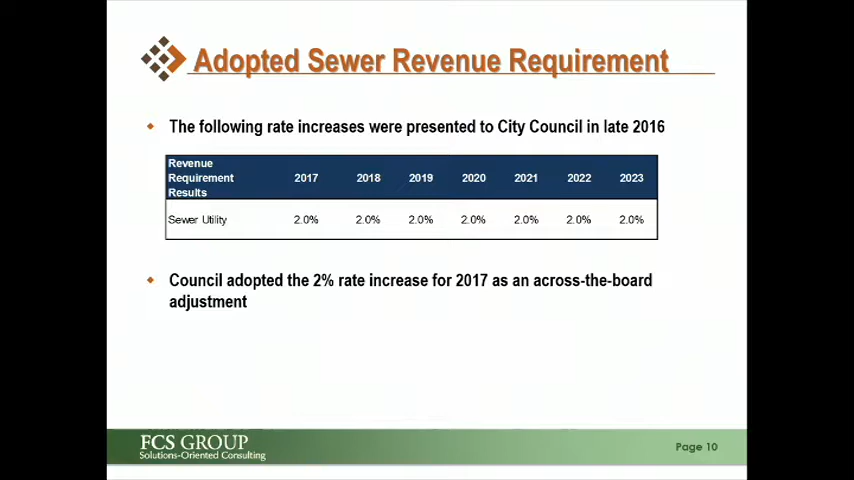 Adopted Sewer Revenue Requirement
The following rate increases were presented to City Council in late 2016
Revenue
Requirement 2017 2018 2019 2020 2021 2022 2023
Results
Sewer Utility 2.0% 2.0% 2.0% 2.0% 2.0% 2.0% 2.0%
Council adopted the 2% rate increase for 2017 as an across-the-board
adjustment
FCS GROUP
Solutions-Oriented Consulting
Page 10